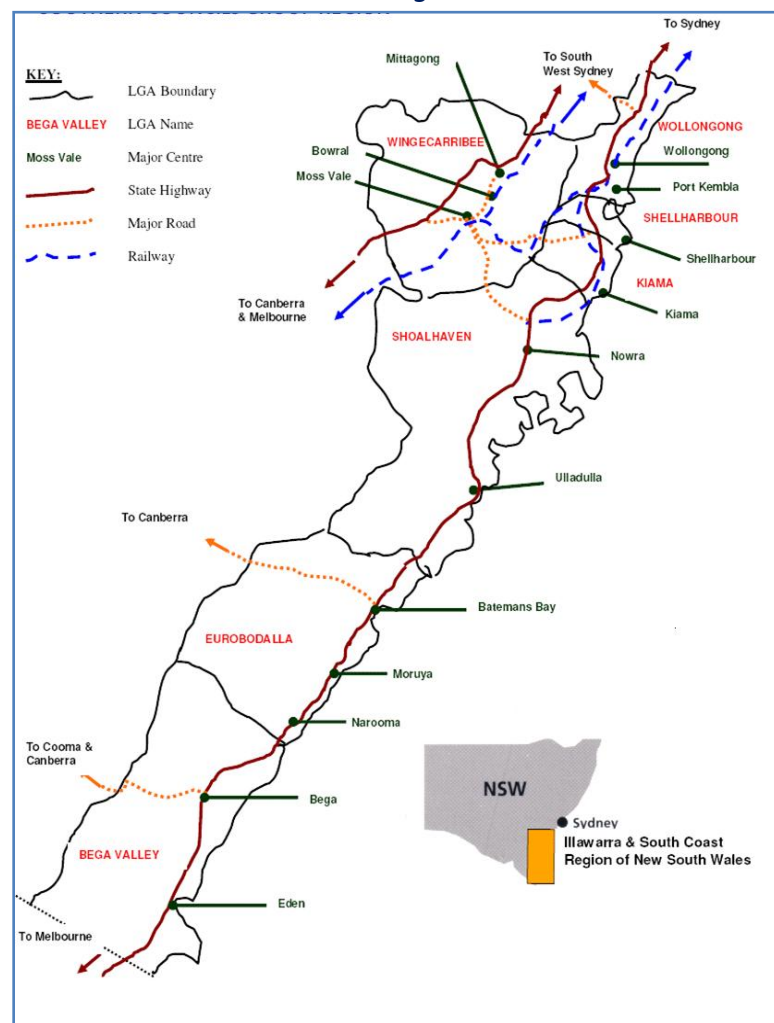 To Sydney
To South
West Sydney
Mittagong
KEY:
LGA Boundary
BEGA VALLEY LGA Name
Moss Vale Major Centre
State Highway
Major Road
Railway
WINGECARRIBEE
WOLLONGONG
Bowral
Wollongong
Moss Vale
Port Kembla
SHELLHARBOUR
Shellharbour
KIAMA
To Canberra
& Melbourne
Kiama
SHOALHAVEN
Nowra
Ulladulla
To Canberra
Batemans Bay
EUROBODALLA
Moruya
Narooma
To Cooma &
Canberra
NSW
Bega
Sydney
Illawarra & South Coast
Region of New South Wales
BEGA VALLEY
Eden
To Melbourne